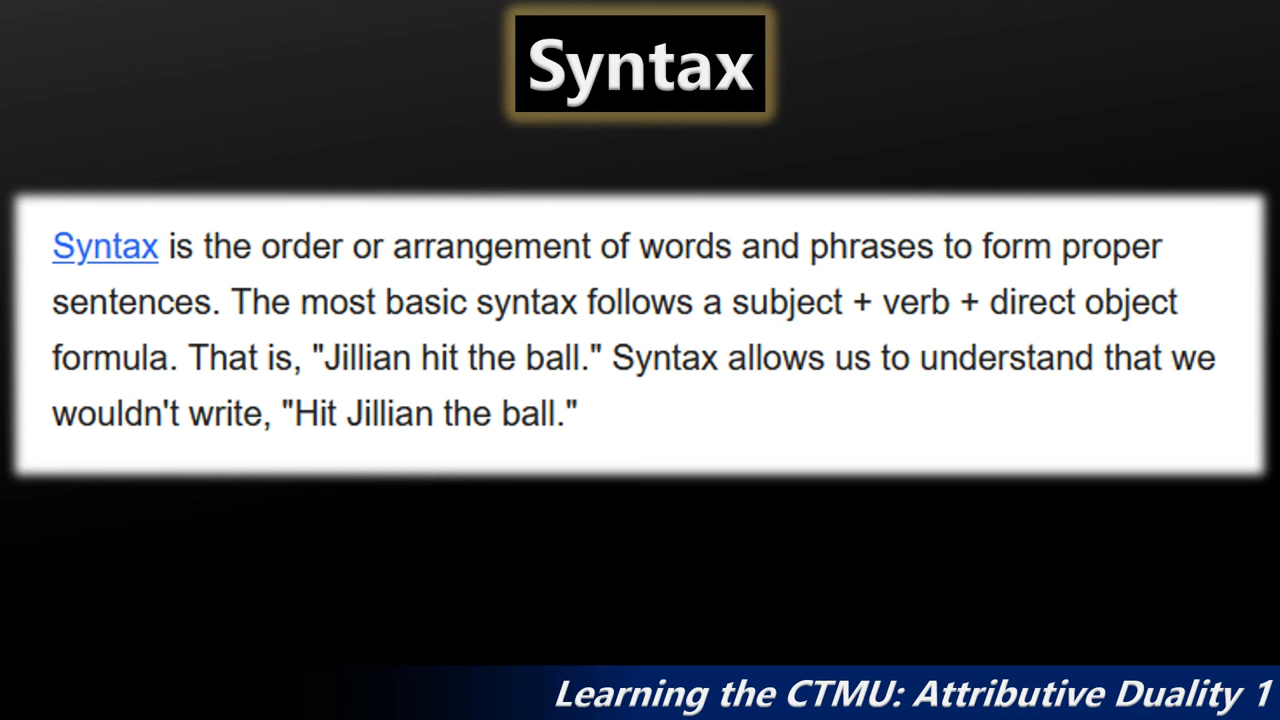 Syntax
Syntax is the order or arrangement of words and phrases to form proper
sentences. The most basic syntax follows a subject + verb + direct object
formula. That is, "Jillian hit the ball." Syntax allows us to understand that we
wouldn't write, "Hit Jillian the ball."
Learning the CTMU: Attributive Duality 1